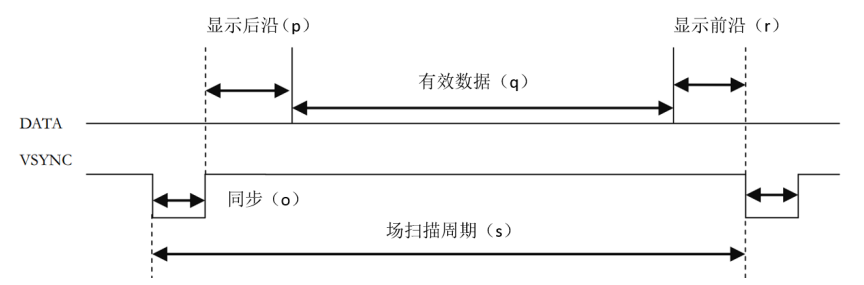 显示后沿（p）
显示前沿（r）
有效数据（q）
DATA
VSYNC
同步（o）
场扫描周期（s）